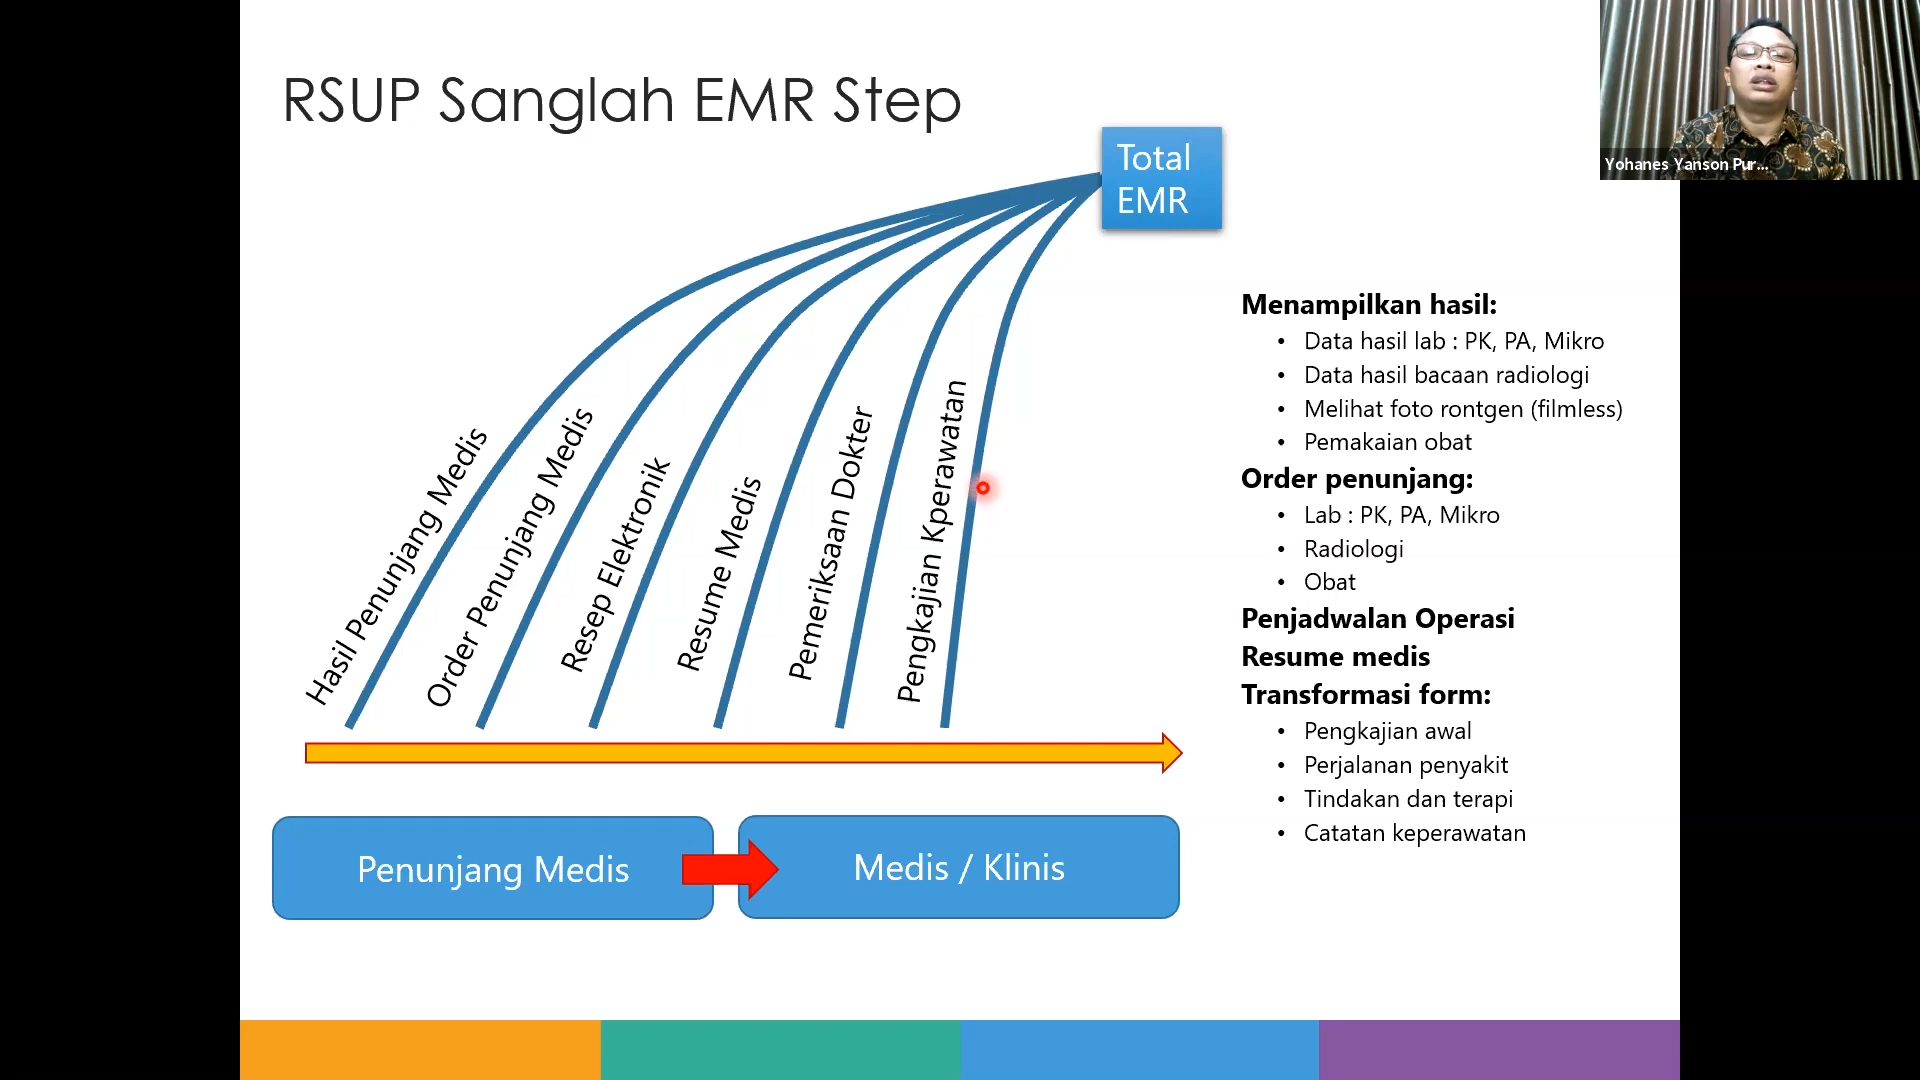 RSUP Sanglah EMR Step
Yohanes Yanson Pur...
Total
EMR
Hasil Penunjang Medis
Order Penunjang Medis
Resep Elektronik
Resume Medis
Pemeriksaan Dokter
Pengkajian Kperawatan
Menampilkan hasil:
• Data hasil lab : PK, PA, Mikro
• Data hasil bacaan radiologi
• Melihat foto rontgen (filmless)
• Pemakaian obat
Order penunjang:
• Lab : PK, PA, Mikro
• Radiologi
• Obat
Penjadwalan Operasi
Resume medis
Transformasi form:
• Pengkajian awal
• Perjalanan penyakit
• Tindakan dan terapi
• Catatan keperawatan
Penunjang Medis
Medis / Klinis